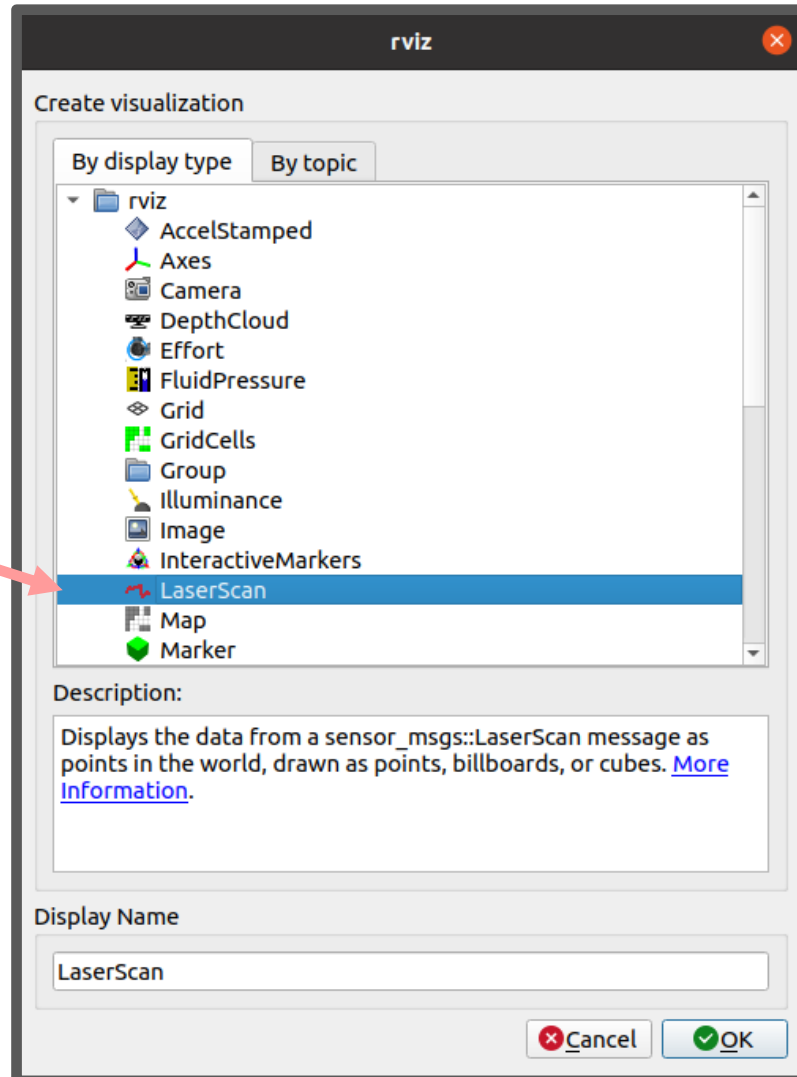 rviz
Create visualization
By display type
By topic
rviz
AccelStamped
Axes
Camera
DepthCloud
Effort
FluidPressure
Grid
GridCells
Group
Illuminance
Image
InteractiveMarkers
LaserScan
Map
Marker
Description:
Displays the data from a sensor_msgs::LaserScan message as
points in the world, drawn as points, billboards, or cubes. More
Information.
Display Name
LaserScan
Cancel
OK